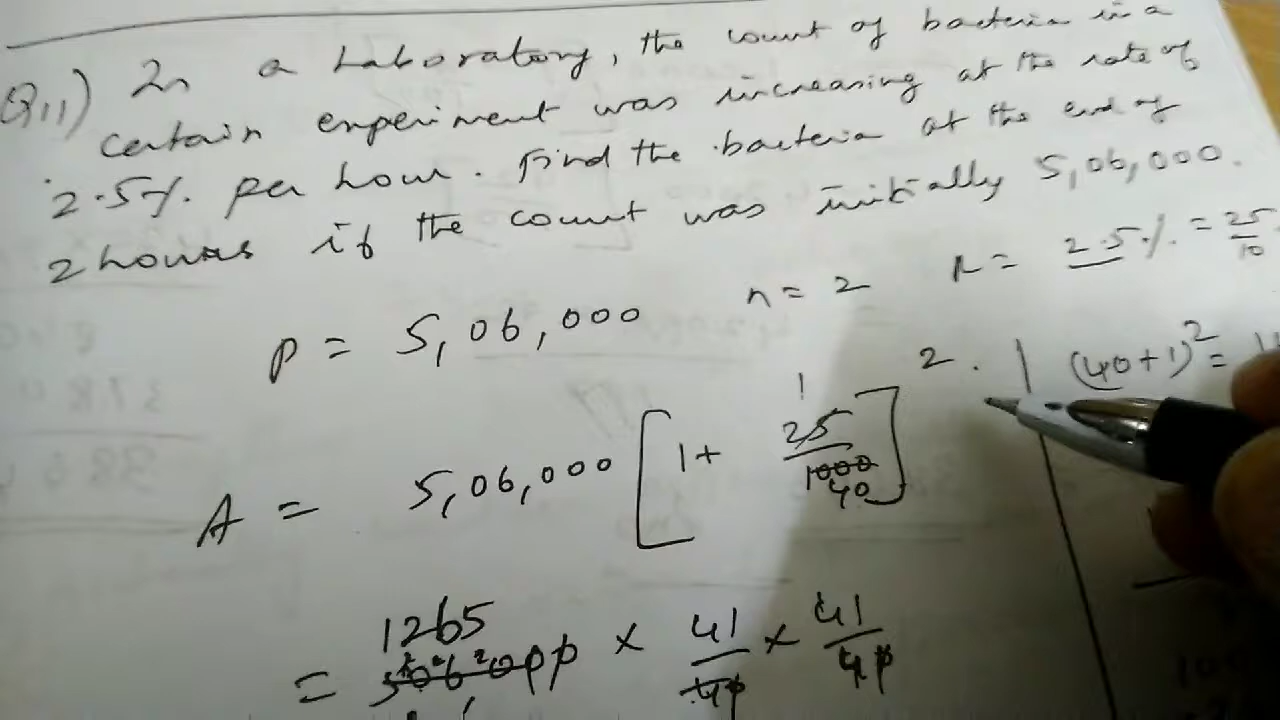 Q11) In a Laboratory, the count of bacteria in a
certain experiment was increasing at the rate of
2.5% per hour. Find the bacteria at the end of
2 hours if the count was initially 5,06,000.
P = 5,06,000 n = 2 R = 2.5% = 25/10
A = 5,06,000 [1 + 25/1000]^2
1
40
(40+1)^2 =
1265
= 506000 × 41/40 × 41/40